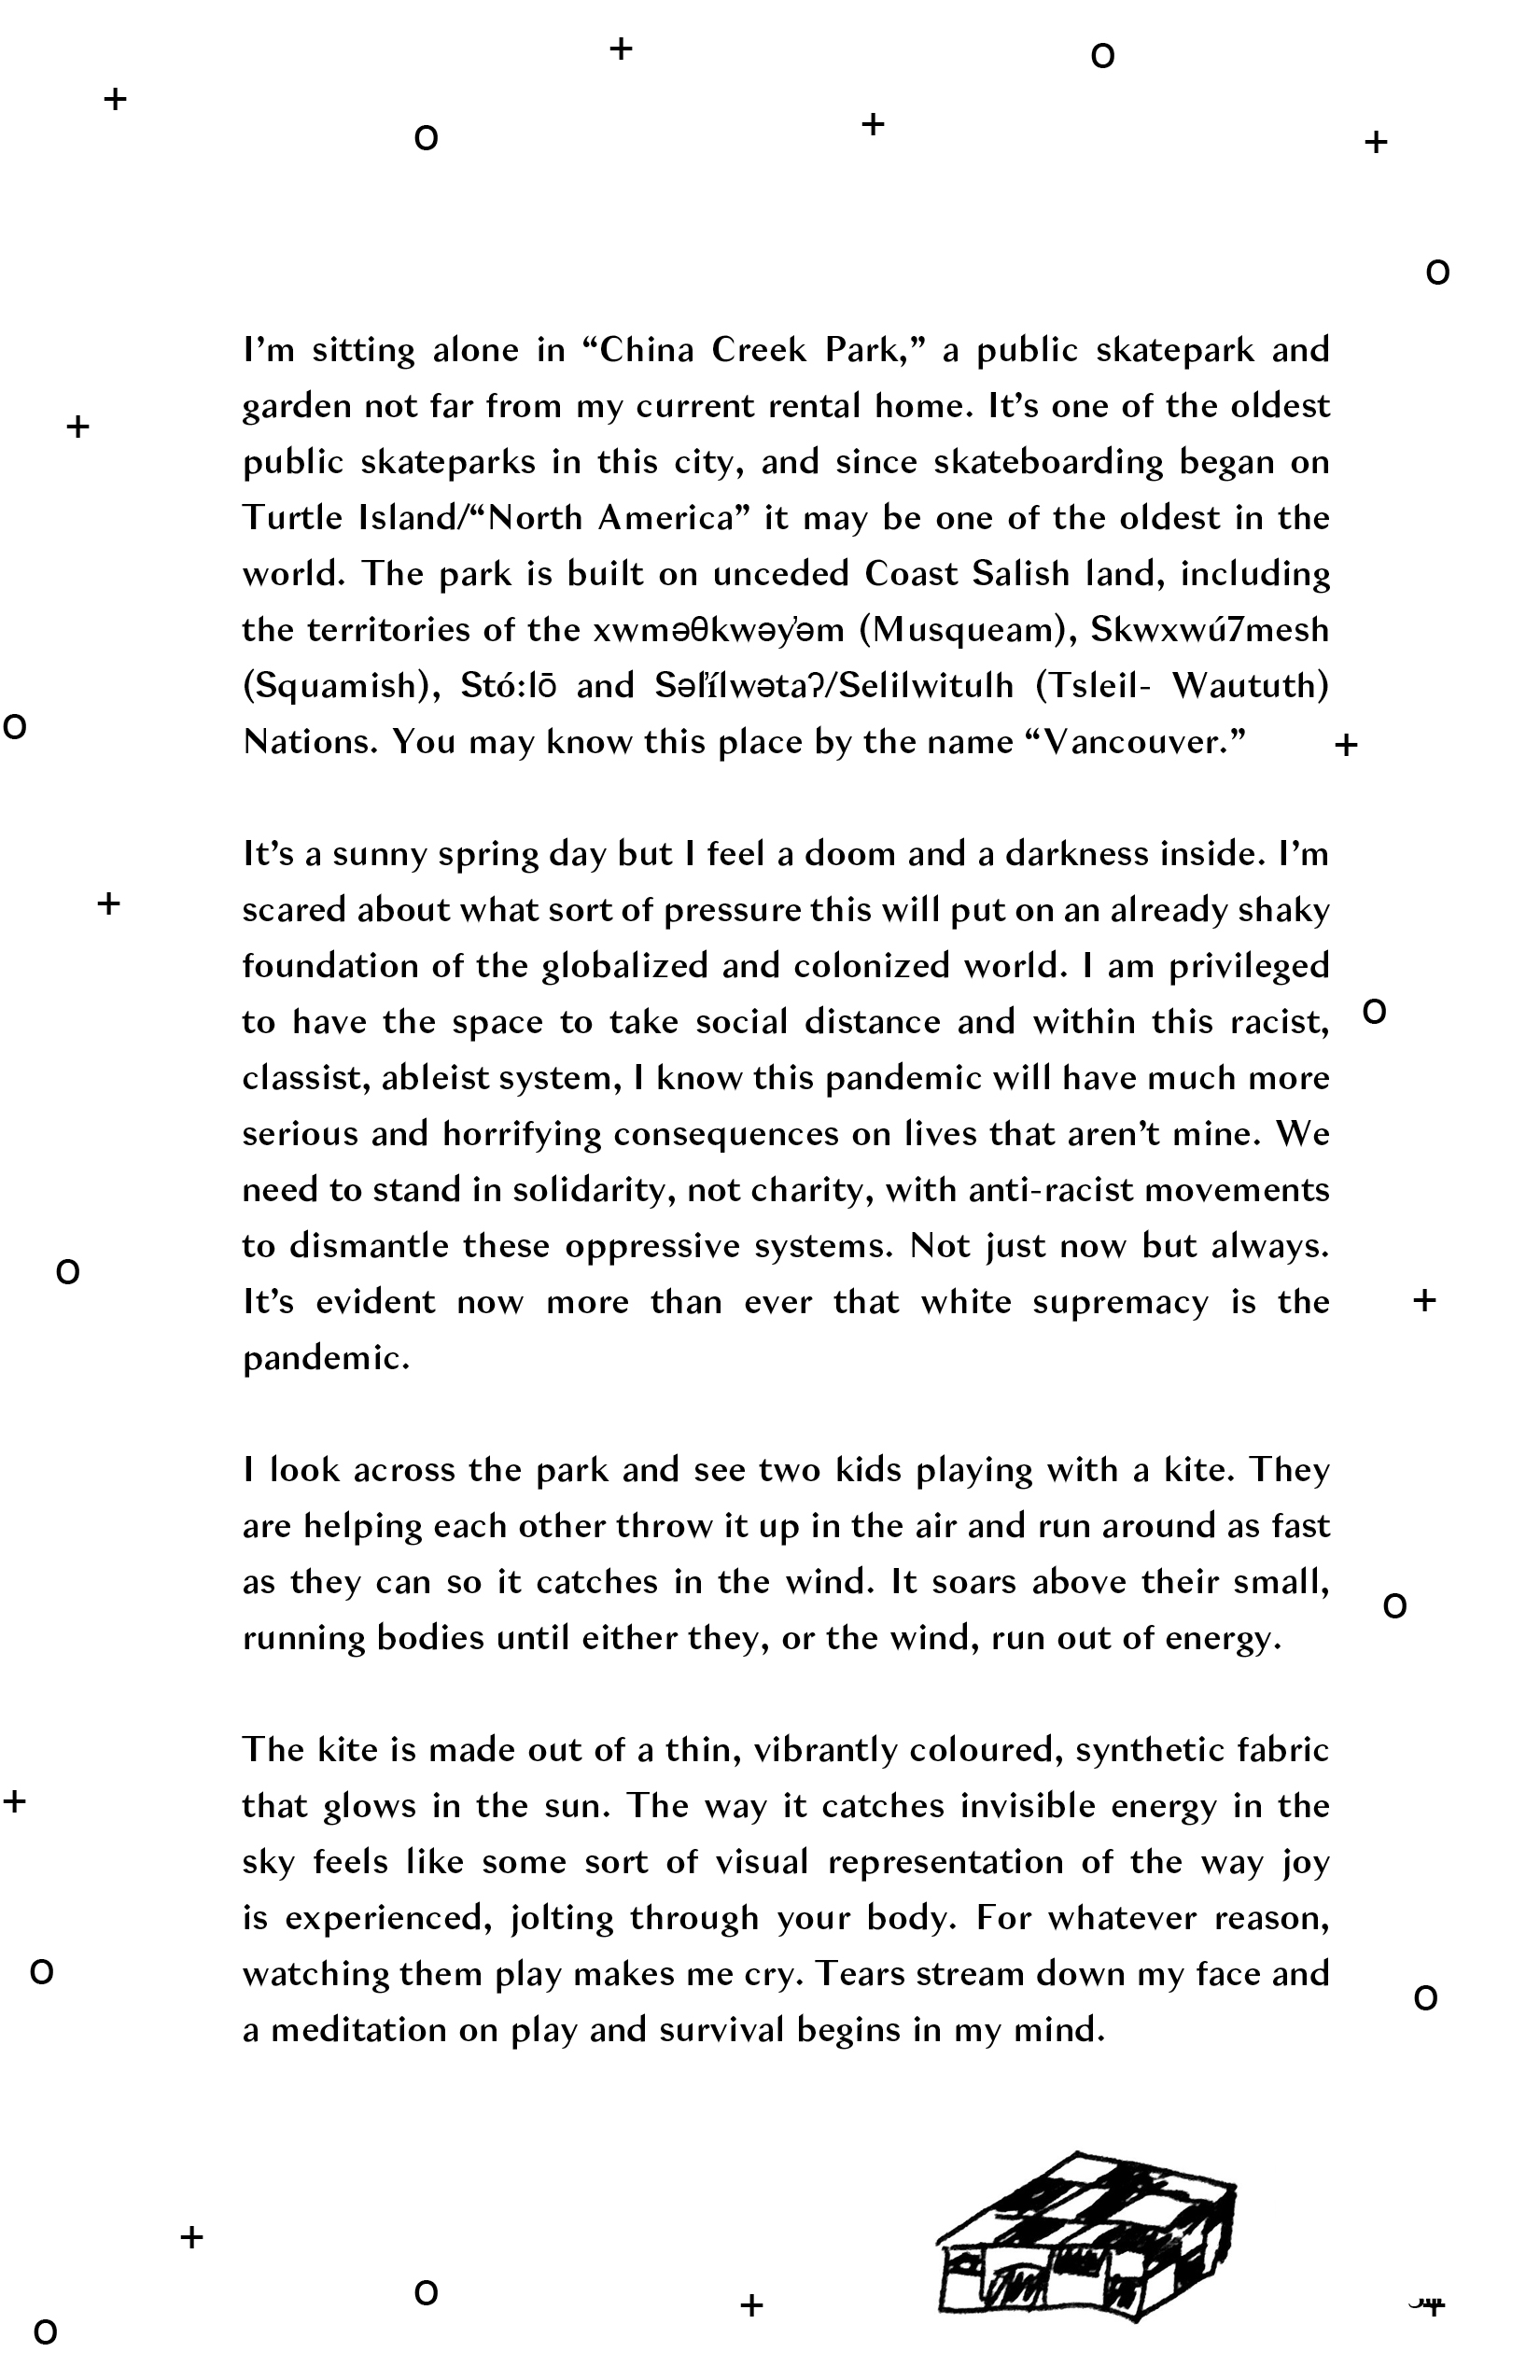 I’m sitting alone in “China Creek Park,” a public skatepark and
garden not far from my current rental home. It’s one of the oldest
public skateparks in this city, and since skateboarding began on
Turtle Island/“North America” it may be one of the oldest in the
world. The park is built on unceded Coast Salish land, including
the territories of the xwməθkwəy̓əm (Musqueam), Skwxwú7mesh
(Squamish), Stó:lō and Səl̓ílwətaʔ/Selilwitulh (Tsleil- Waututh)
Nations. You may know this place by the name “Vancouver.”
It’s a sunny spring day but I feel a doom and a darkness inside. I’m
scared about what sort of pressure this will put on an already shaky
foundation of the globalized and colonized world. I am privileged
to have the space to take social distance and within this racist,
classist, ableist system, I know this pandemic will have much more
serious and horrifying consequences on lives that aren’t mine. We
need to stand in solidarity, not charity, with anti-racist movements
to dismantle these oppressive systems. Not just now but always.
It’s evident now more than ever that white supremacy is the
pandemic.
I look across the park and see two kids playing with a kite. They
are helping each other throw it up in the air and run around as fast
as they can so it catches in the wind. It soars above their small,
running bodies until either they, or the wind, run out of energy.
The kite is made out of a thin, vibrantly coloured, synthetic fabric
that glows in the sun. The way it catches invisible energy in the
sky feels like some sort of visual representation of the way joy
is experienced, jolting through your body. For whatever reason,
watching them play makes me cry. Tears stream down my face and
a meditation on play and survival begins in my mind.